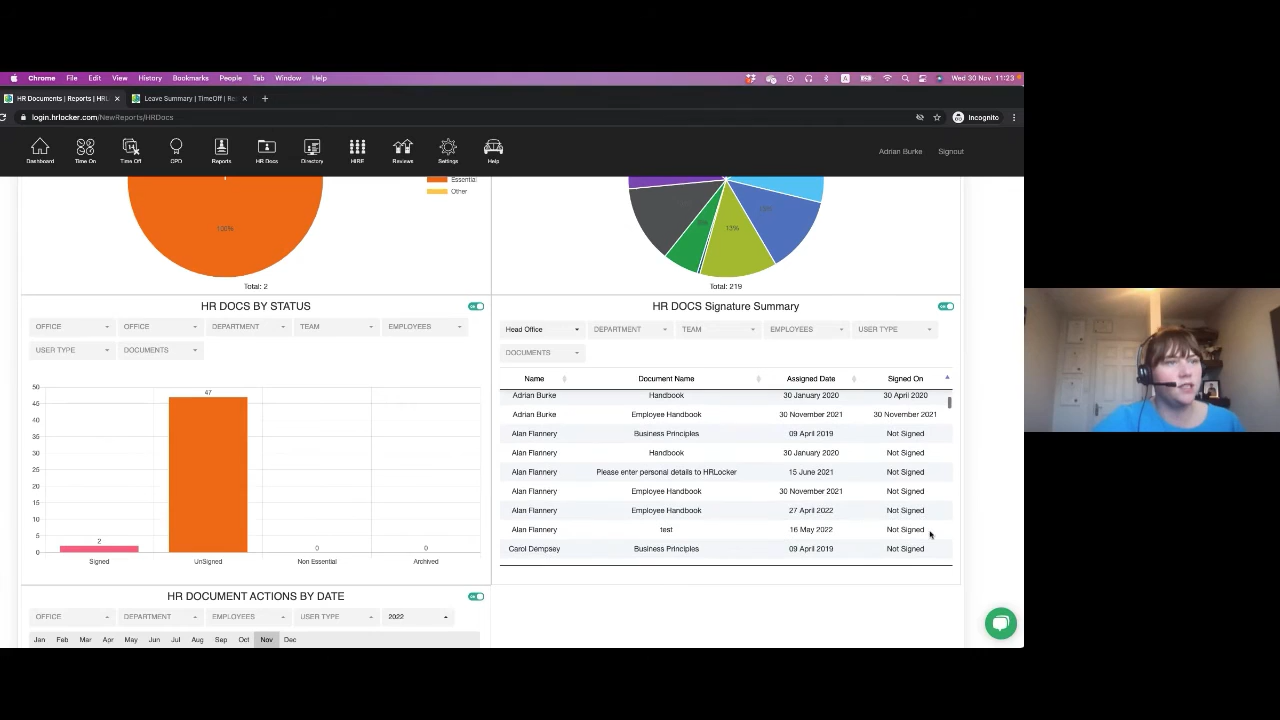 Chrome File Edit View History Bookmarks People Tab Window Help Wed 30 Nov 11:23
HR Documents | Reports | HRL Leave Summary | TimeOff | Re
login.hrlocker.com/NewReports/HRDocs Incognito
Dashboard Time On Time Off CPD Reports HR Docs Directory HIRE Reviews Settings Help Adrian Burke Signout
Essential
Other
100%
13%
Total: 2
Total: 219
HR DOCS BY STATUS
OFFICE OFFICE DEPARTMENT TEAM EMPLOYEES
USER TYPE DOCUMENTS
50
45
40
35
30
25
20
15
10
5
0
2
47
0
0
Signed UnSigned Non Essential Archived
HR DOCS Signature Summary
Head Office DEPARTMENT TEAM EMPLOYEES USER TYPE
DOCUMENTS
Name Document Name Assigned Date Signed On
Adrian Burke Handbook 30 January 2020 30 April 2020
Adrian Burke Employee Handbook 30 November 2021 30 November 2021
Alan Flannery Business Principles 09 April 2019 Not Signed
Alan Flannery Handbook 30 January 2020 Not Signed
Alan Flannery Please enter personal details to HRLocker 15 June 2021 Not Signed
Alan Flannery Employee Handbook 30 November 2021 Not Signed
Alan Flannery Employee Handbook 27 April 2022 Not Signed
Alan Flannery test 16 May 2022 Not Signed
Carol Dempsey Business Principles 09 April 2019 Not Signed
HR DOCUMENT ACTIONS BY DATE
OFFICE DEPARTMENT EMPLOYEES USER TYPE 2022
Jan Feb Mar Apr May Jun Jul Aug Sep Oct Nov Dec